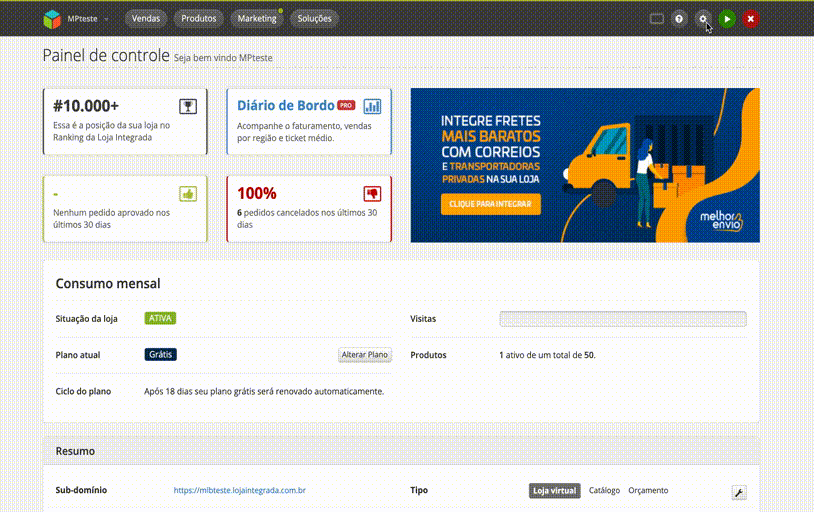 MPteste
Vendas
Produtos
Marketing
Soluções
Painel de controle Seja bem vindo MPteste
#10.000+
Essa é a posição da sua loja no
Ranking da Loja Integrada
Diário de Bordo PRO
Acompanhe o faturamento, vendas
por região e ticket médio.
-
Nenhum pedido aprovado nos
últimos 30 dias
100%
6 pedidos cancelados nos últimos 30
dias
INTEGRE FRETES
MAIS BARATOS
COM CORREIOS
E TRANSPORTADORAS
PRIVADAS NA SUA LOJA
CLIQUE PARA INTEGRAR
melhor
envio
Consumo mensal
Situação da loja ATIVA
Visitas
Plano atual Grátis Alterar Plano
Produtos 1 ativo de um total de 50.
Ciclo do plano Após 18 dias seu plano grátis será renovado automaticamente.
Resumo
Sub-domínio https://mlbteste.lojaintegrada.com.br
Tipo Loja virtual Catálogo Orçamento